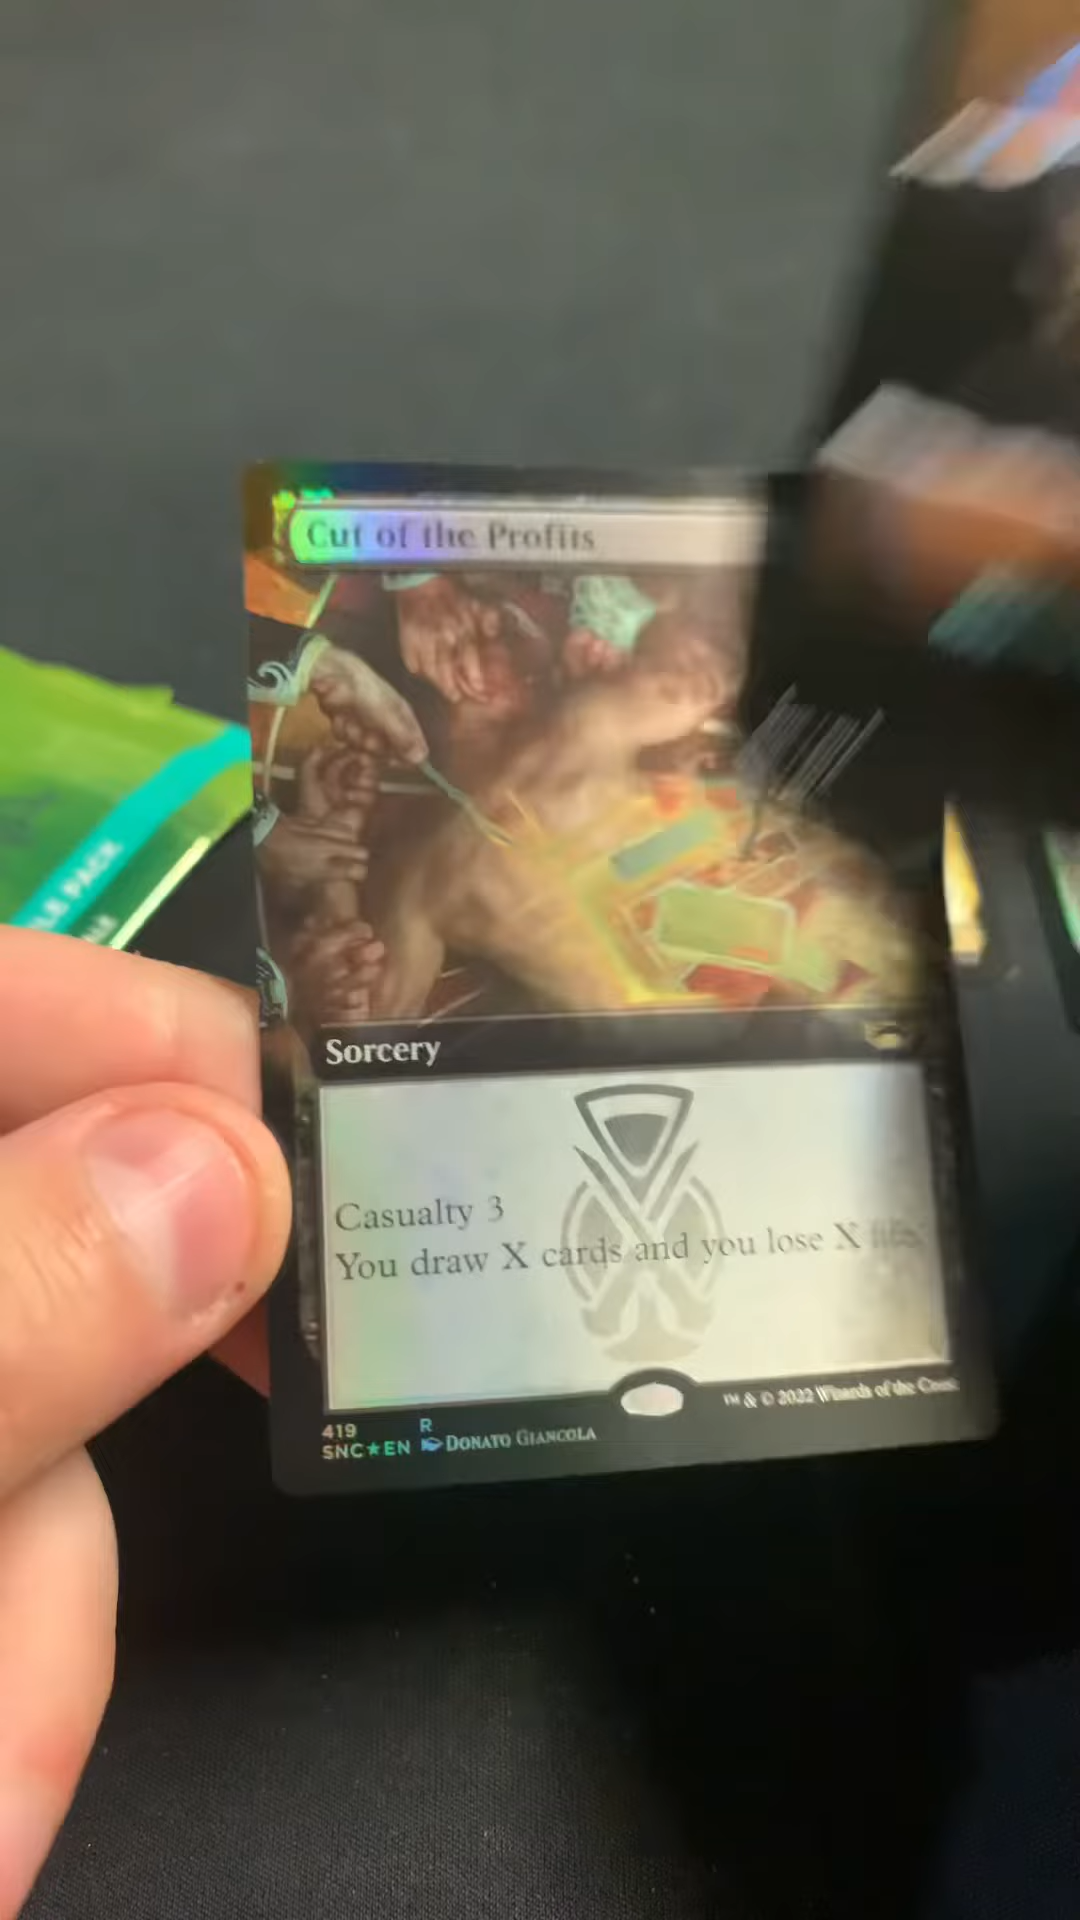 Cut of the Profits
LE PACK
Sorcery
Casualty 3
You draw X cards and you lose X
419 R
SNC★EN DONATO GIANCOLA
™ & © 2022 Wizards of the Coast